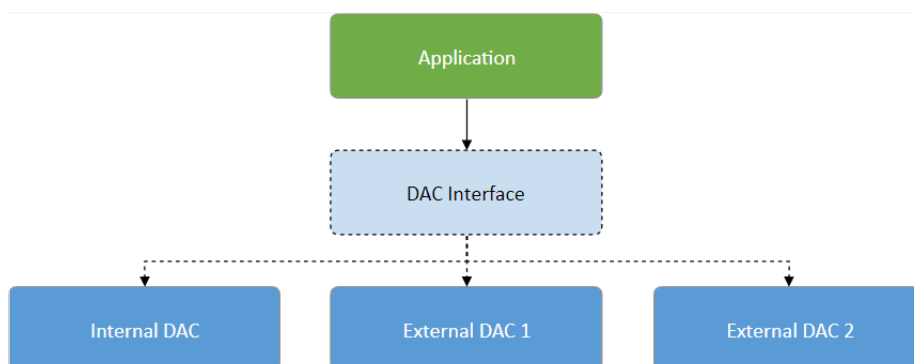 Application
DAC Interface
Internal DAC
External DAC 1
External DAC 2